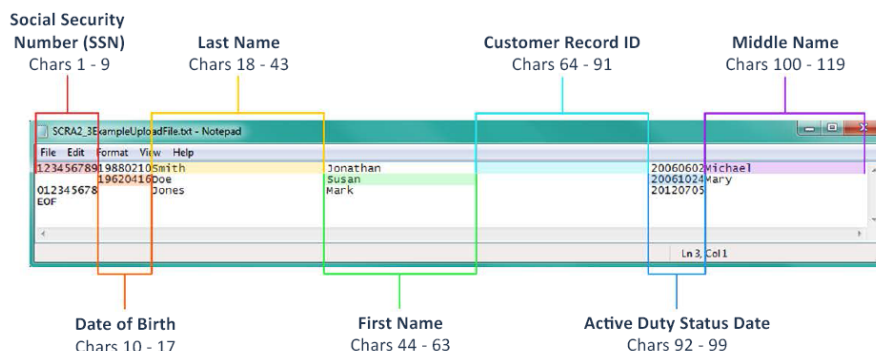 Social Security
Number (SSN)
Chars 1 - 9
Last Name
Chars 18 - 43
Customer Record ID
Chars 64 - 91
Middle Name
Chars 100 - 119
SCRA2_3ExampleUploadFile.txt - Notepad
File Edit Format View Help
12345678919880210Smith Jonathan 20060602Michael
19620416Doe Susan 20061024Mary
012345678 Jones Mark 20120705
EOF
Ln 3, Col 1
Date of Birth
Chars 10 - 17
First Name
Chars 44 - 63
Active Duty Status Date
Chars 92 - 99